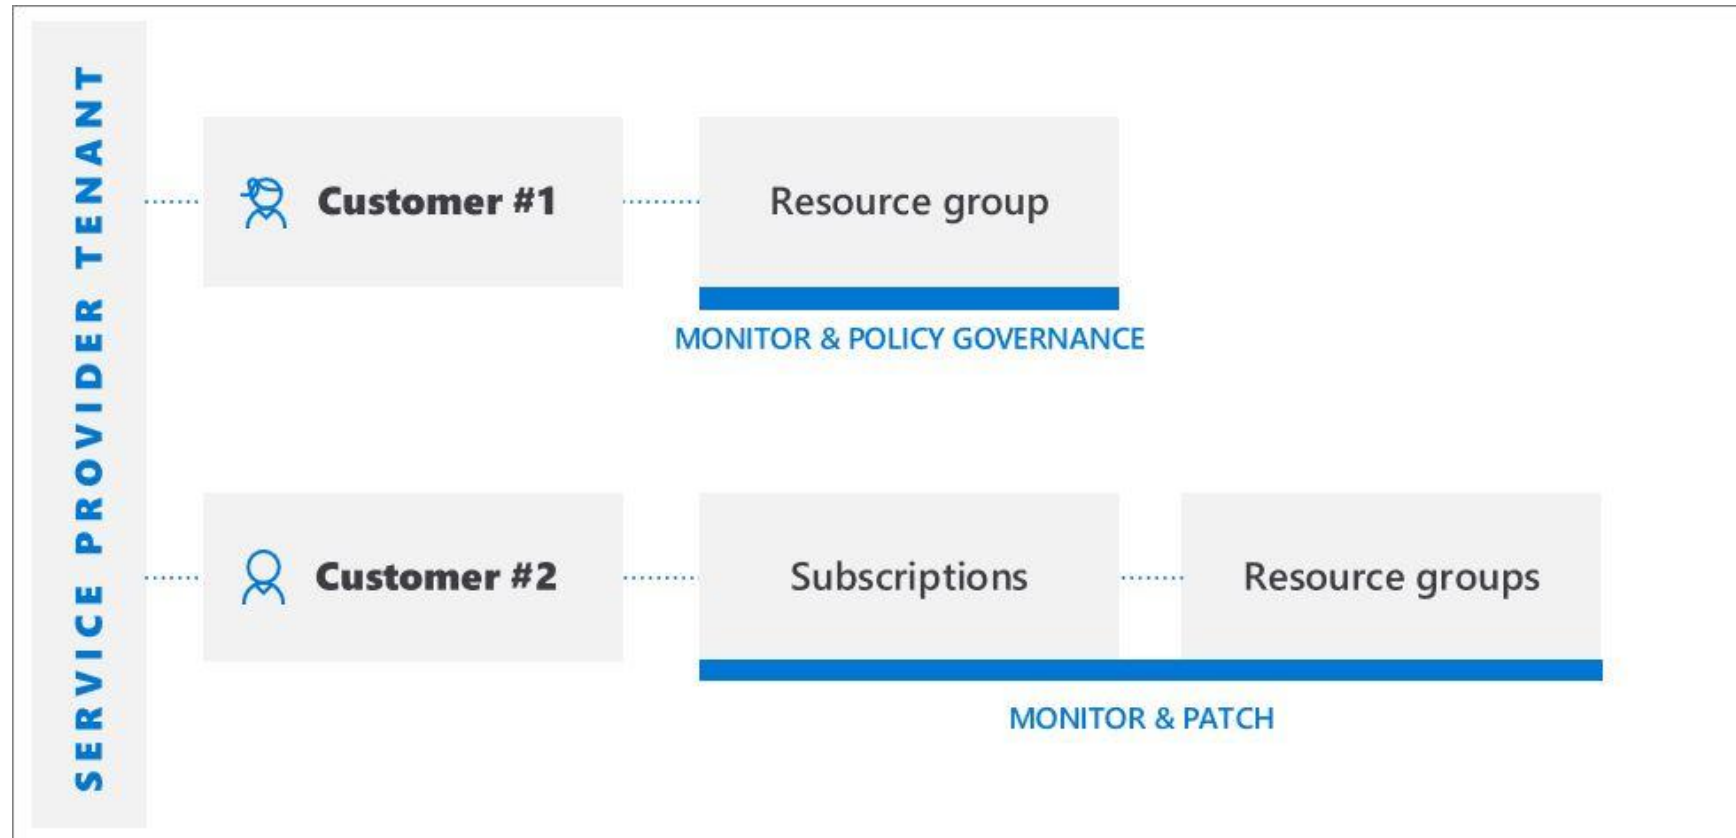 SERVICE PROVIDER TENANT
Customer #1
Resource group
MONITOR & POLICY GOVERNANCE
Customer #2
Subscriptions
Resource groups
MONITOR & PATCH